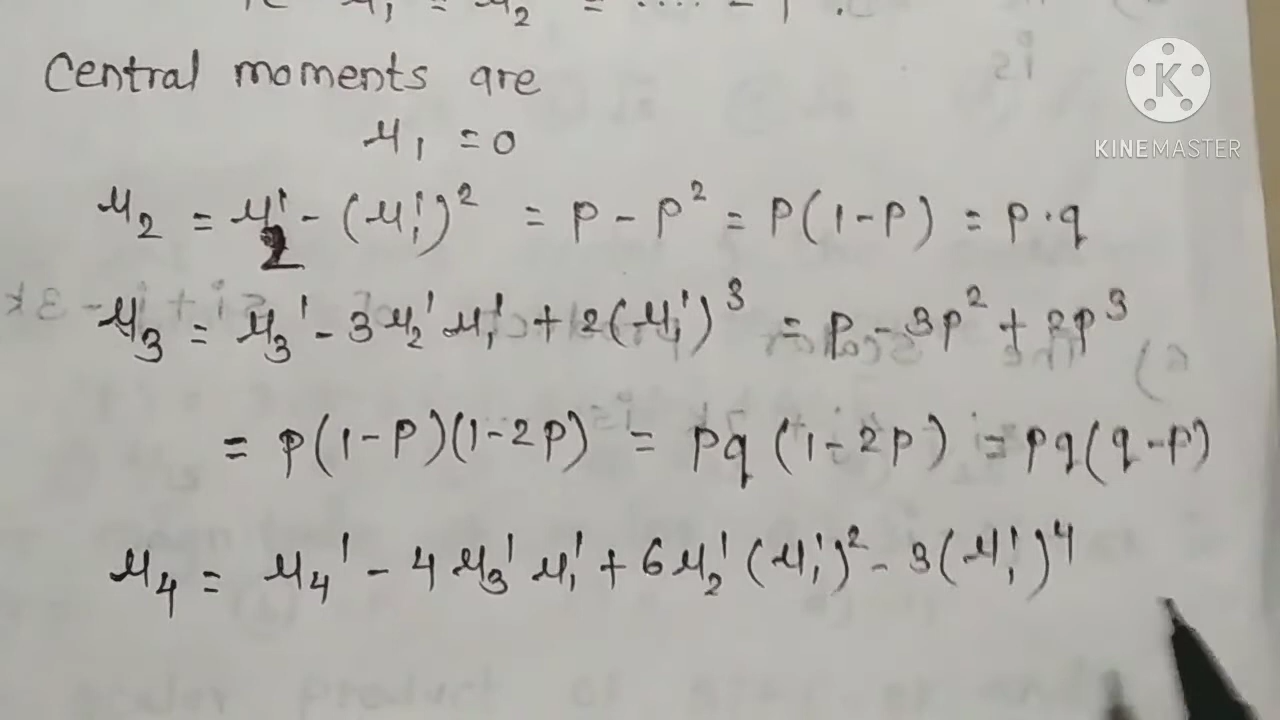 Central moments are
μ₁ = 0
μ₂ = μ₂' - (μ₁')² = p - p² = p(1-p) = p·q
μ₃ = μ₃' - 3μ₂'μ₁' + 2(μ₁')³ = p - 3p² + 2p³
= p(1-p)(1-2p) = pq(1-2p) = pq(q-p)
μ₄ = μ₄' - 4μ₃'μ₁' + 6μ₂'(μ₁')² - 3(μ₁')⁴
KINEMASTER